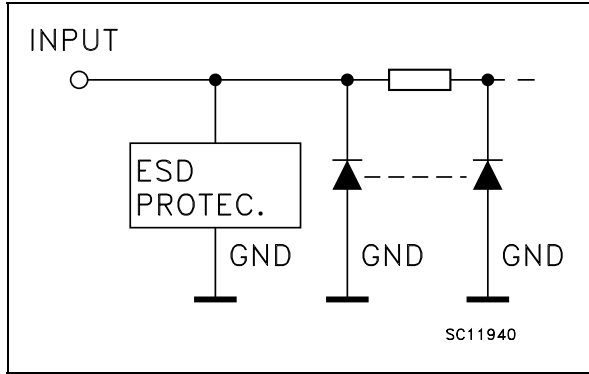 INPUT
ESD
PROTEC.
GND
GND
GND
SC11940